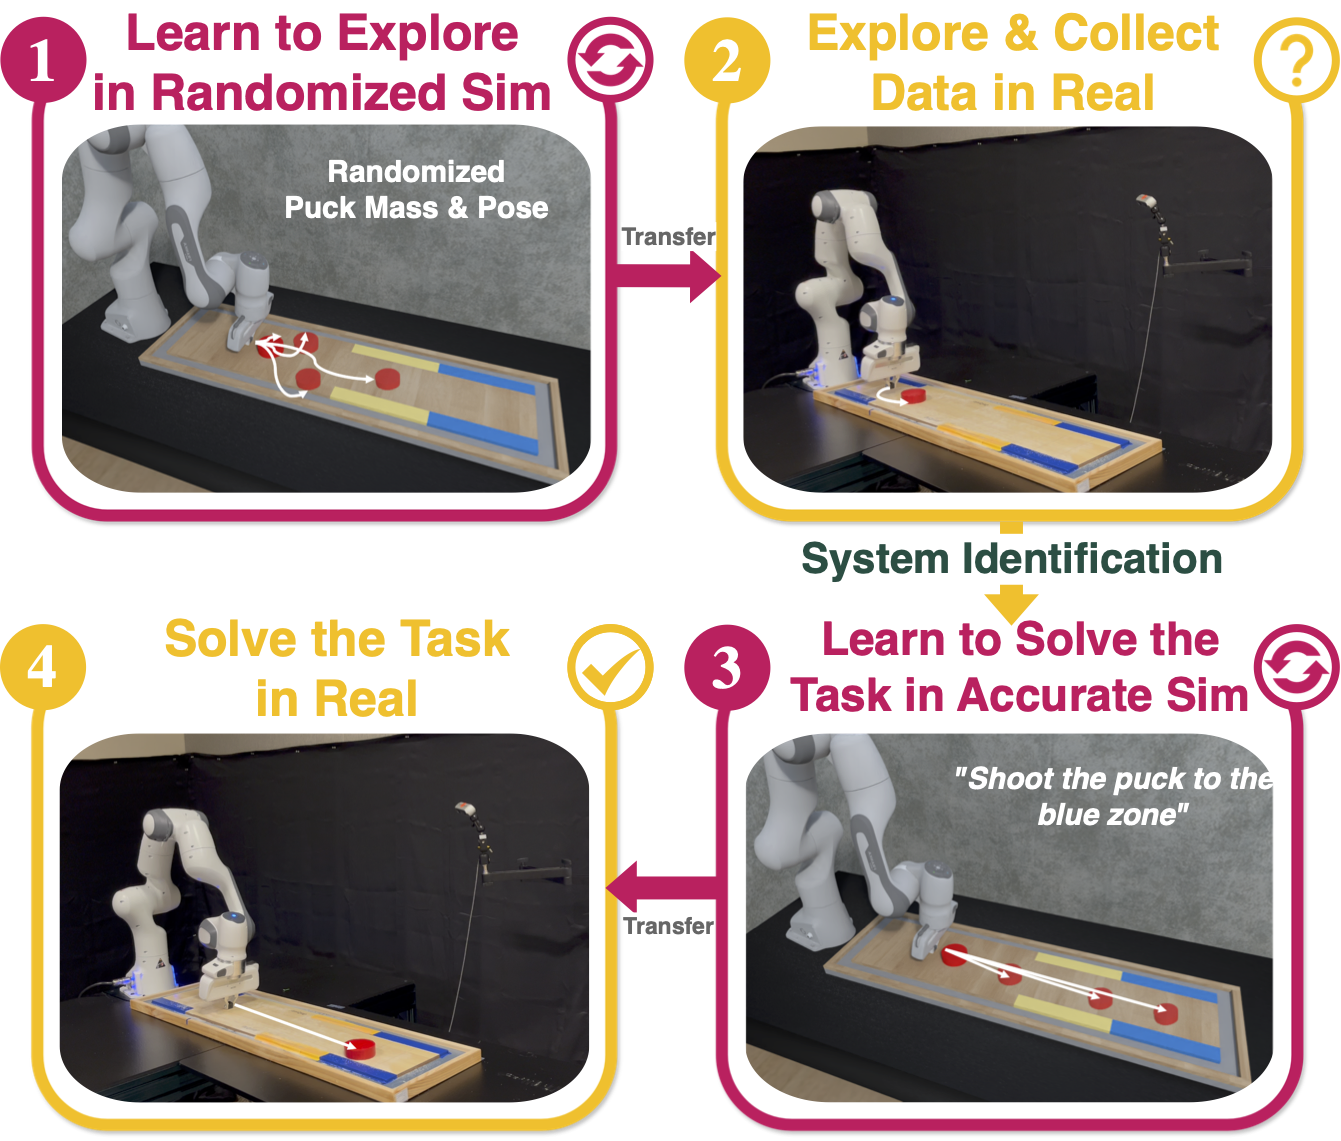 1
Learn to Explore
in Randomized Sim
Randomized
Puck Mass & Pose
Transfer
2
Explore & Collect
Data in Real
?
System Identification
3
Learn to Solve the
Task in Accurate Sim
"Shoot the puck to the
blue zone"
Transfer
4
Solve the Task
in Real